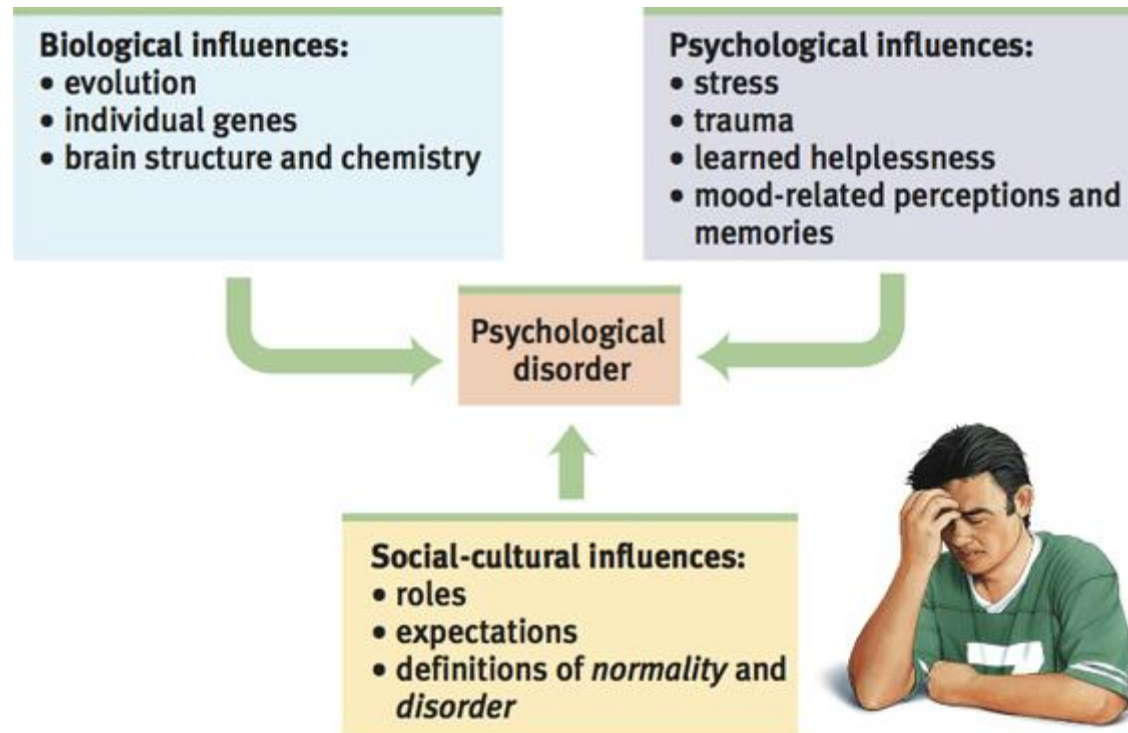 Biological influences:
• evolution
• individual genes
• brain structure and chemistry
Psychological influences:
• stress
• trauma
• learned helplessness
• mood-related perceptions and
memories
Psychological
disorder
Social-cultural influences:
• roles
• expectations
• definitions of normality and
disorder